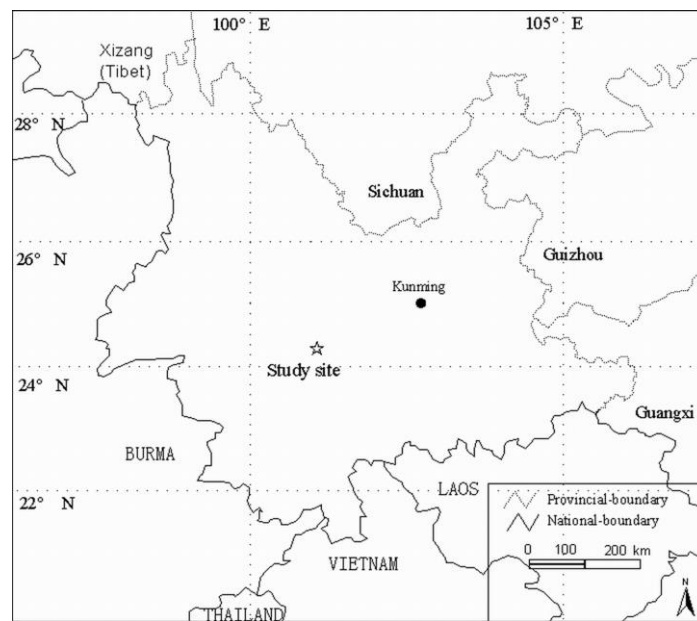 100° E
105° E
Xizang
(Tibet)
28° N
Sichuan
26° N
Guizhou
Kunming
Study site
24° N
Guangxi
BURMA
LAOS
22° N
Provincial-boundary
National-boundary
0 100 200 km
VIETNAM
THAILAND
N